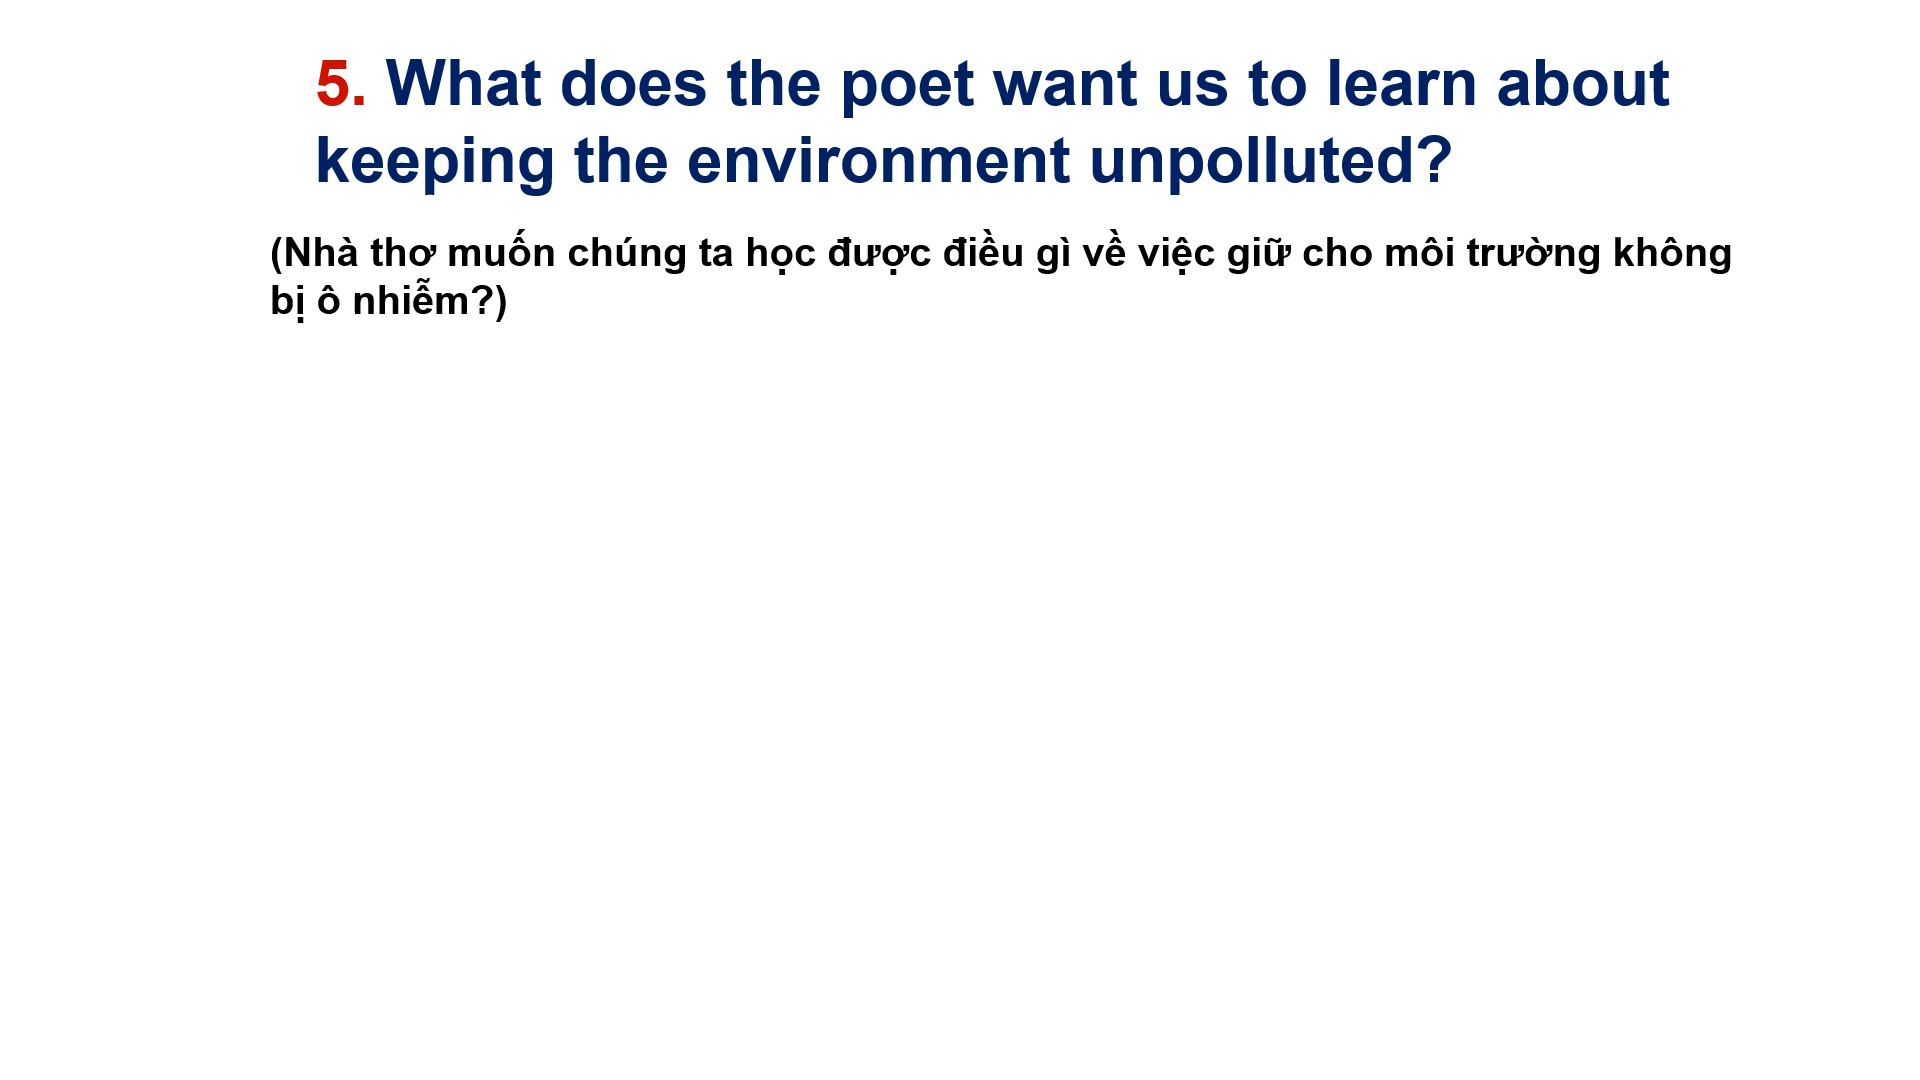 5. What does the poet want us to learn about
keeping the environment unpolluted?
(Nhà thơ muốn chúng ta học được điều gì về việc giữ cho môi trường không
bị ô nhiễm?)